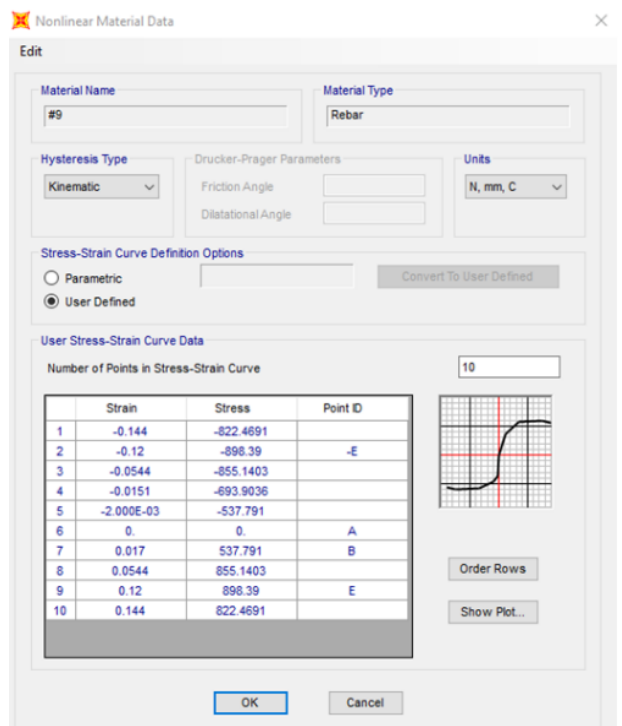 Nonlinear Material Data
Edit
Material Name
Material Type
#9
Rebar
Hysteresis Type
Drucker-Prager Parameters
Units
Kinematic
Friction Angle
N, mm, C
Dilatational Angle
Stress-Strain Curve Definition Options
Parametric
Convert To User Defined
User Defined
User Stress-Strain Curve Data
Number of Points in Stress-Strain Curve
10
Strain Stress Point ID
1 -0.144 -822.4691
2 -0.12 -898.39 -E
3 -0.0544 -855.1403
4 -0.0151 -693.9036
5 -2.000E-03 -537.791
6 0. 0. A
7 0.017 537.791 B
8 0.0544 855.1403
9 0.12 898.39 E
10 0.144 822.4691
Order Rows
Show Plot...
OK
Cancel